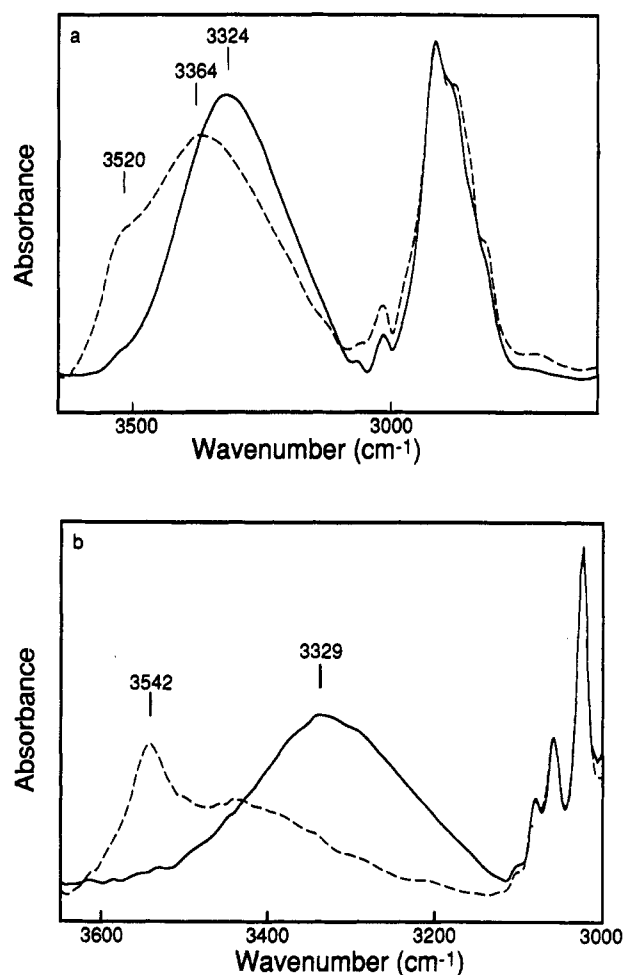 a
3324
3364
3520
Absorbance
3500
3000
Wavenumber (cm-1)
b
3542
3329
Absorbance
3600
3400
3200
3000
Wavenumber (cm-1)